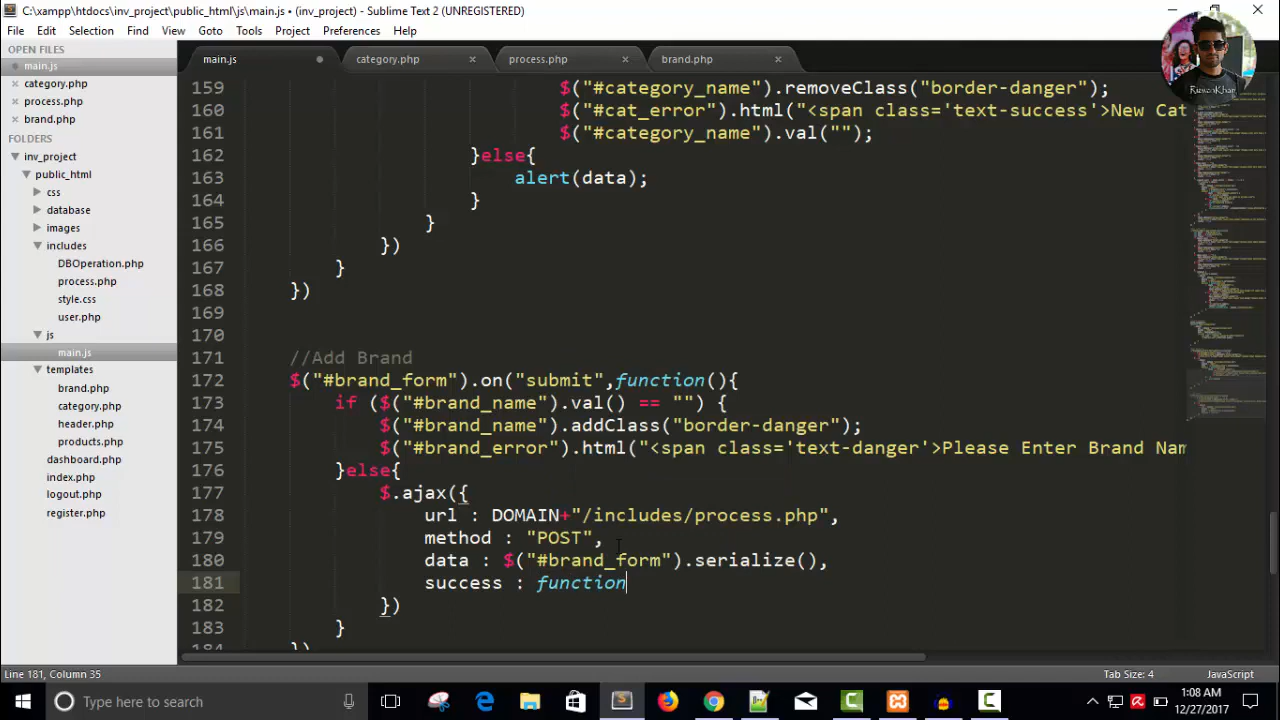 C:\xampp\htdocs\inv_project\public_html\js\main.js • (inv_project) - Sublime Text 2 (UNREGISTERED)
File Edit Selection Find View Goto Tools Project Preferences Help
OPEN FILES
main.js
category.php
process.php
brand.php
FOLDERS
inv_project
public_html
css
database
images
includes
DBOperation.php
process.php
style.css
user.php
js
main.js
templates
brand.php
category.php
header.php
products.php
dashboard.php
index.php
logout.php
register.php
main.js category.php process.php brand.php
RizwanKhan
159 $("#category_name").removeClass("border-danger");
160 $("#cat_error").html("<span class='text-success'>New Cat
161 $("#category_name").val("");
162 }else{
163 alert(data);
164 }
165 }
166 })
167 }
168 })
169
170
171 //Add Brand
172 $("#brand_form").on("submit",function(){
173 if ($("#brand_name").val() == "") {
174 $("#brand_name").addClass("border-danger");
175 $("#brand_error").html("<span class='text-danger'>Please Enter Brand Nam
176 }else{
177 $.ajax({
178 url : DOMAIN+"/includes/process.php",
179 method : "POST",
180 data : $("#brand_form").serialize(),
181 success : function
182 })
183 }
184 })
Line 181, Column 35 Tab Size: 4 JavaScript
Type here to search
1:08 AM
12/27/2017